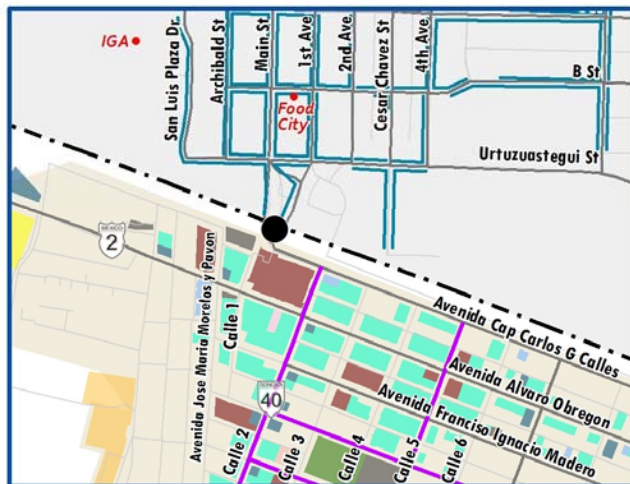 IGA
San Luis Plaza Dr.
Archibald St
Main St
1st Ave
2nd Ave
Cesar Chavez St
4th Ave
B St
Food
City
Urtuzuastegui St
MEXICO
2
Avenida Jose Maria Morelos y Pavon
Calle 1
Avenida Cap Carlos G Calles
Avenida Alvaro Obregon
Avenida Franciso Ignacio Madero
40
Calle 2
Calle 3
Calle 4
Calle 5
Calle 6